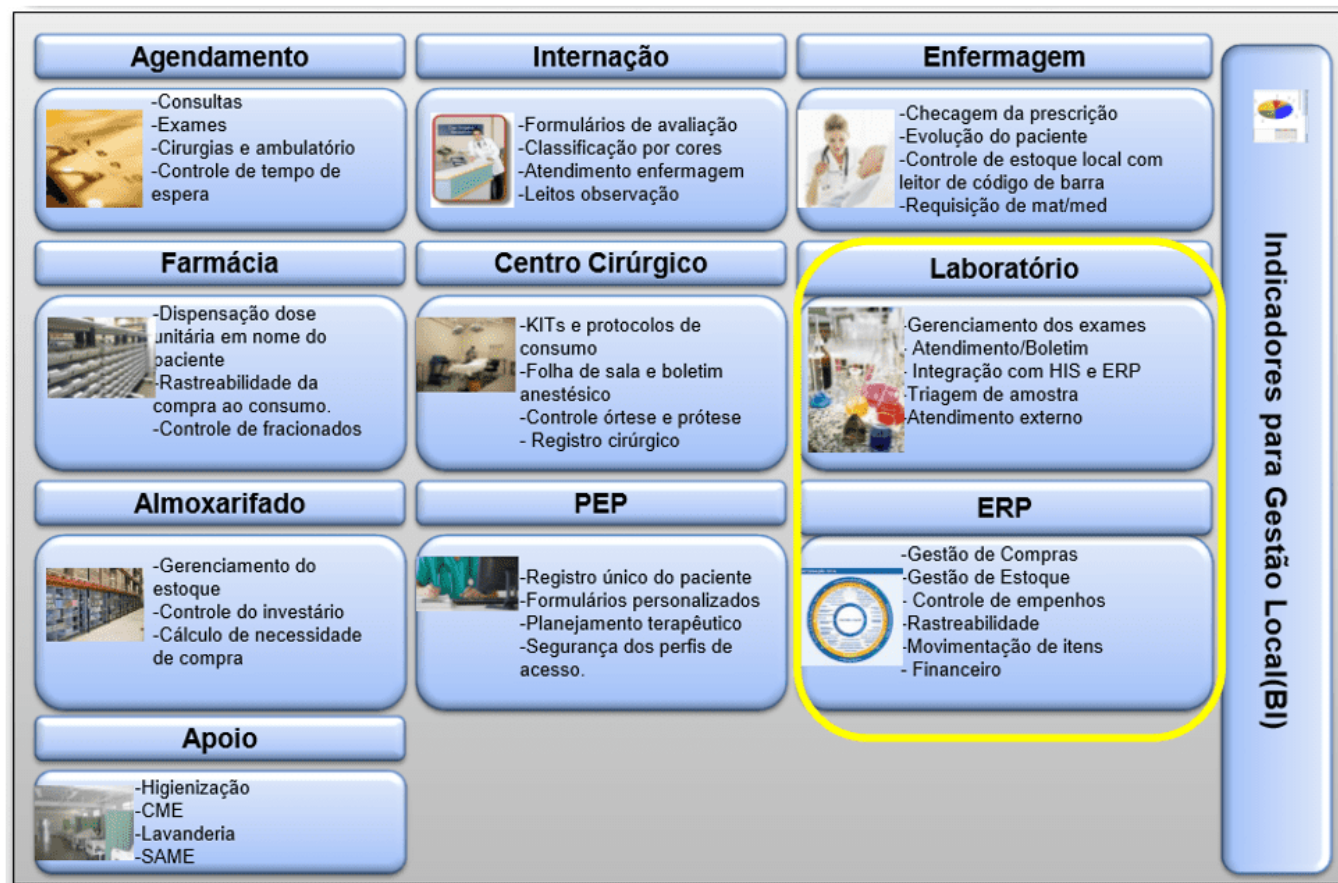 Agendamento
-Consultas
-Exames
-Cirurgias e ambulatório
-Controle de tempo de
espera
Internação
-Formulários de avaliação
-Classificação por cores
-Atendimento enfermagem
-Leitos observação
Enfermagem
-Checagem da prescrição
-Evolução do paciente
-Controle de estoque local com
leitor de código de barra
-Requisição de mat/med
Farmácia
-Dispensação dose
unitária em nome do
paciente
-Rastreabilidade da
compra ao consumo.
-Controle de fracionados
Centro Cirúrgico
-KITs e protocolos de
consumo
-Folha de sala e boletim
anestésico
-Controle órtese e prótese
- Registro cirúrgico
Laboratório
-Gerenciamento dos exames
- Atendimento/Boletim
- Integração com HIS e ERP
-Triagem de amostra
-Atendimento externo
Almoxarifado
-Gerenciamento do
estoque
-Controle do investário
-Cálculo de necessidade
de compra
PEP
-Registro único do paciente
-Formulários personalizados
-Planejamento terapêutico
-Segurança dos perfis de
acesso.
ERP
-Gestão de Compras
-Gestão de Estoque
- Controle de empenhos
-Rastreabilidade
-Movimentação de itens
- Financeiro
Apoio
-Higienização
-CME
-Lavanderia
-SAME
Indicadores para Gestão Local(BI)